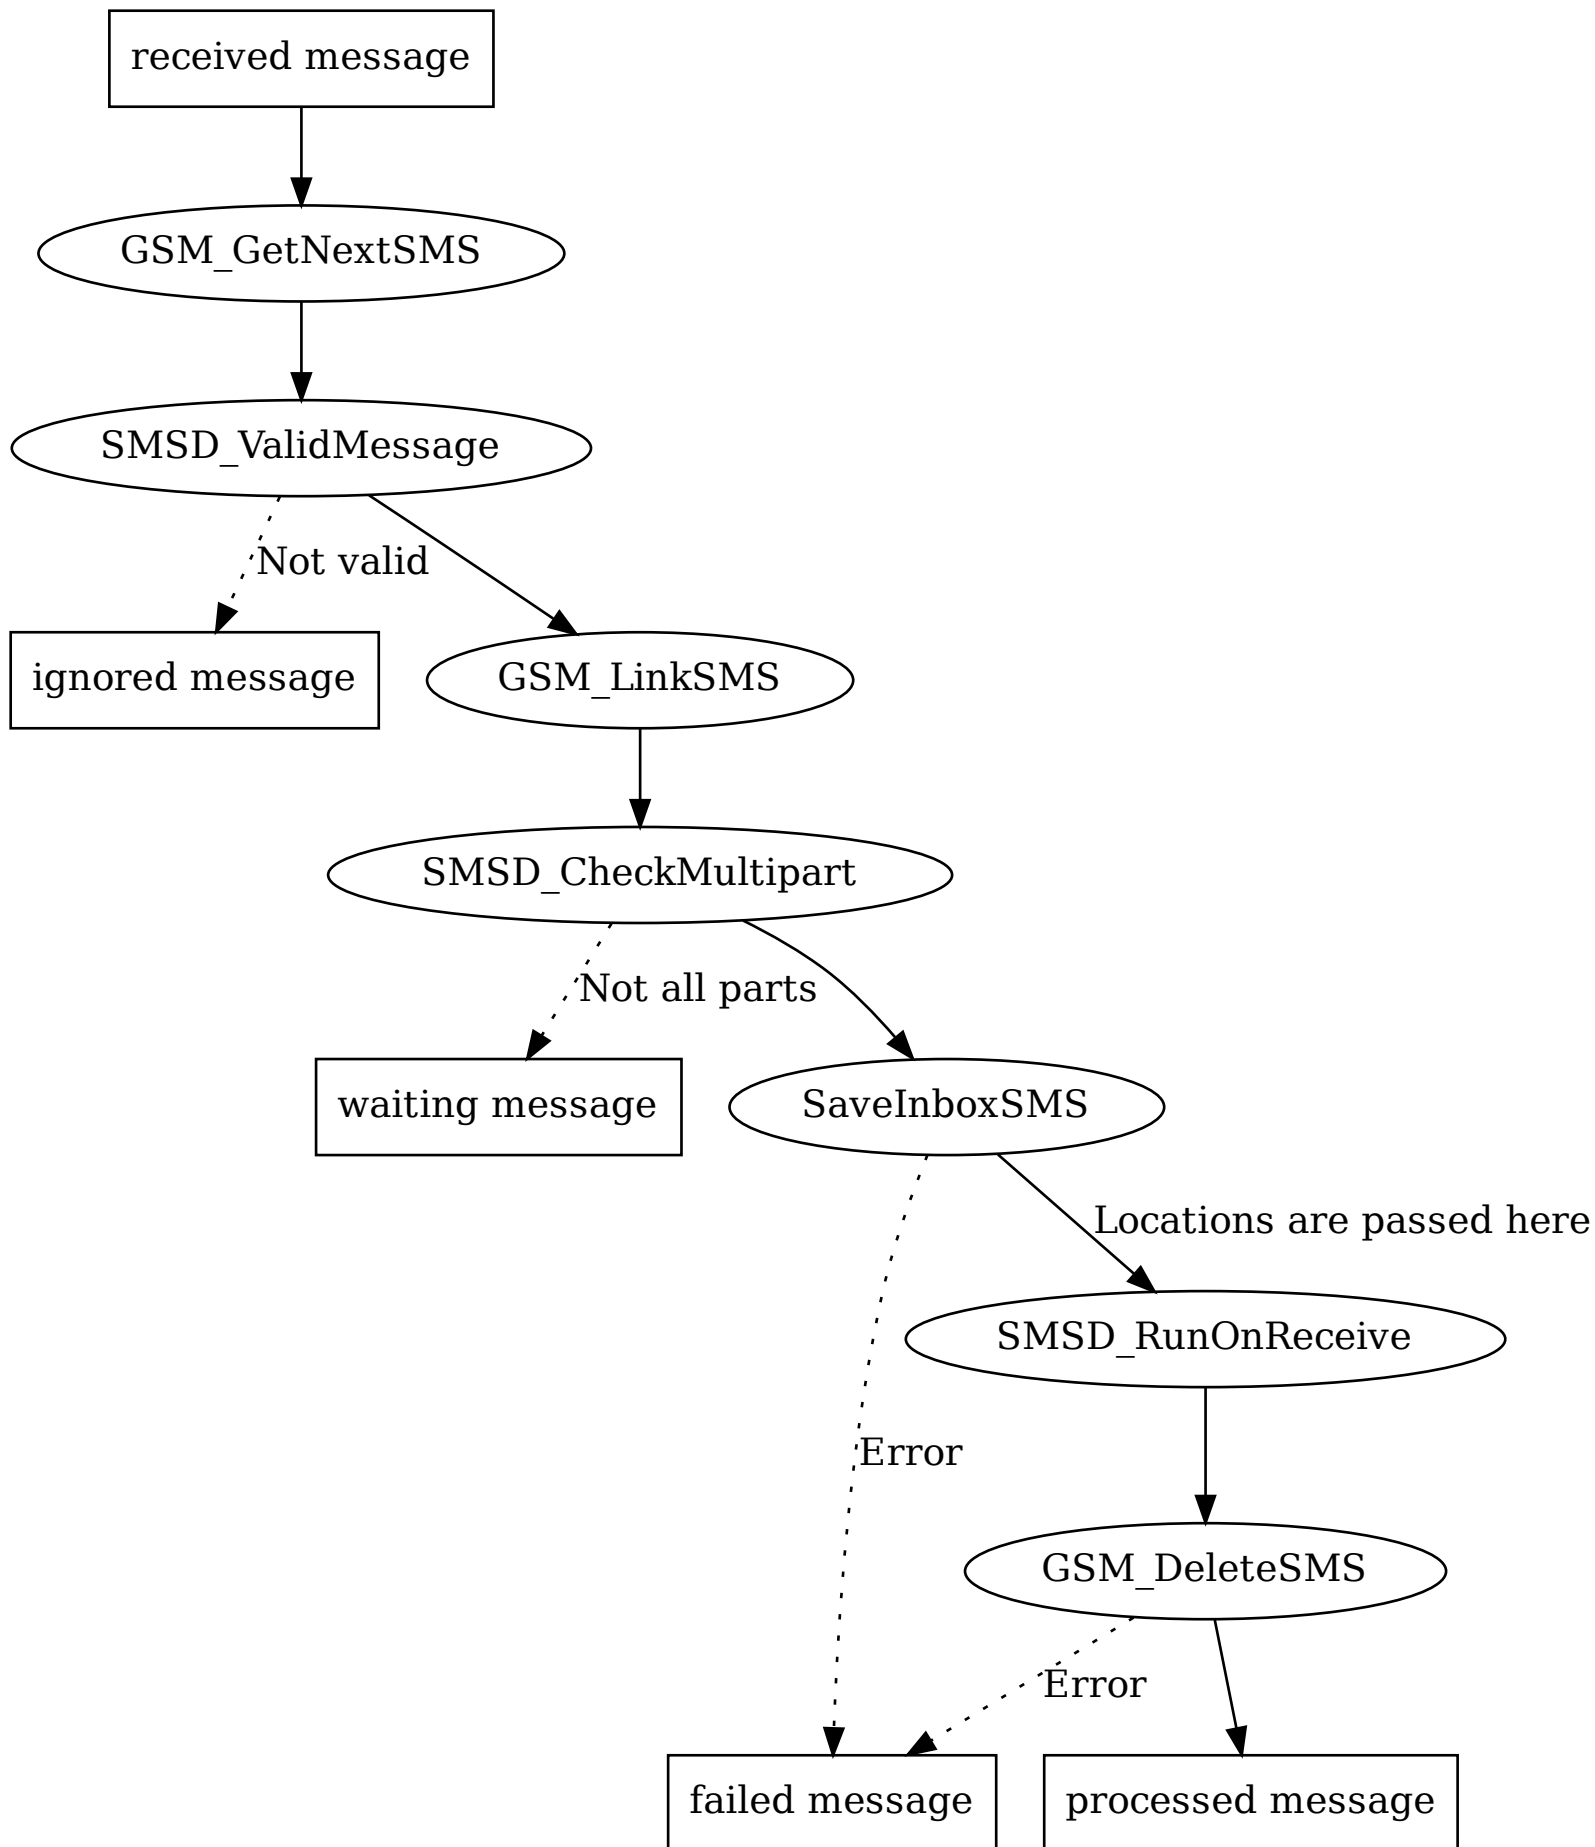 received message
GSM_GetNextSMS
SMSD_ValidMessage
Not valid
ignored message
GSM_LinkSMS
SMSD_CheckMultipart
Not all parts
waiting message
SaveInboxSMS
Locations are passed here
SMSD_RunOnReceive
Error
GSM_DeleteSMS
Error
failed message
processed message